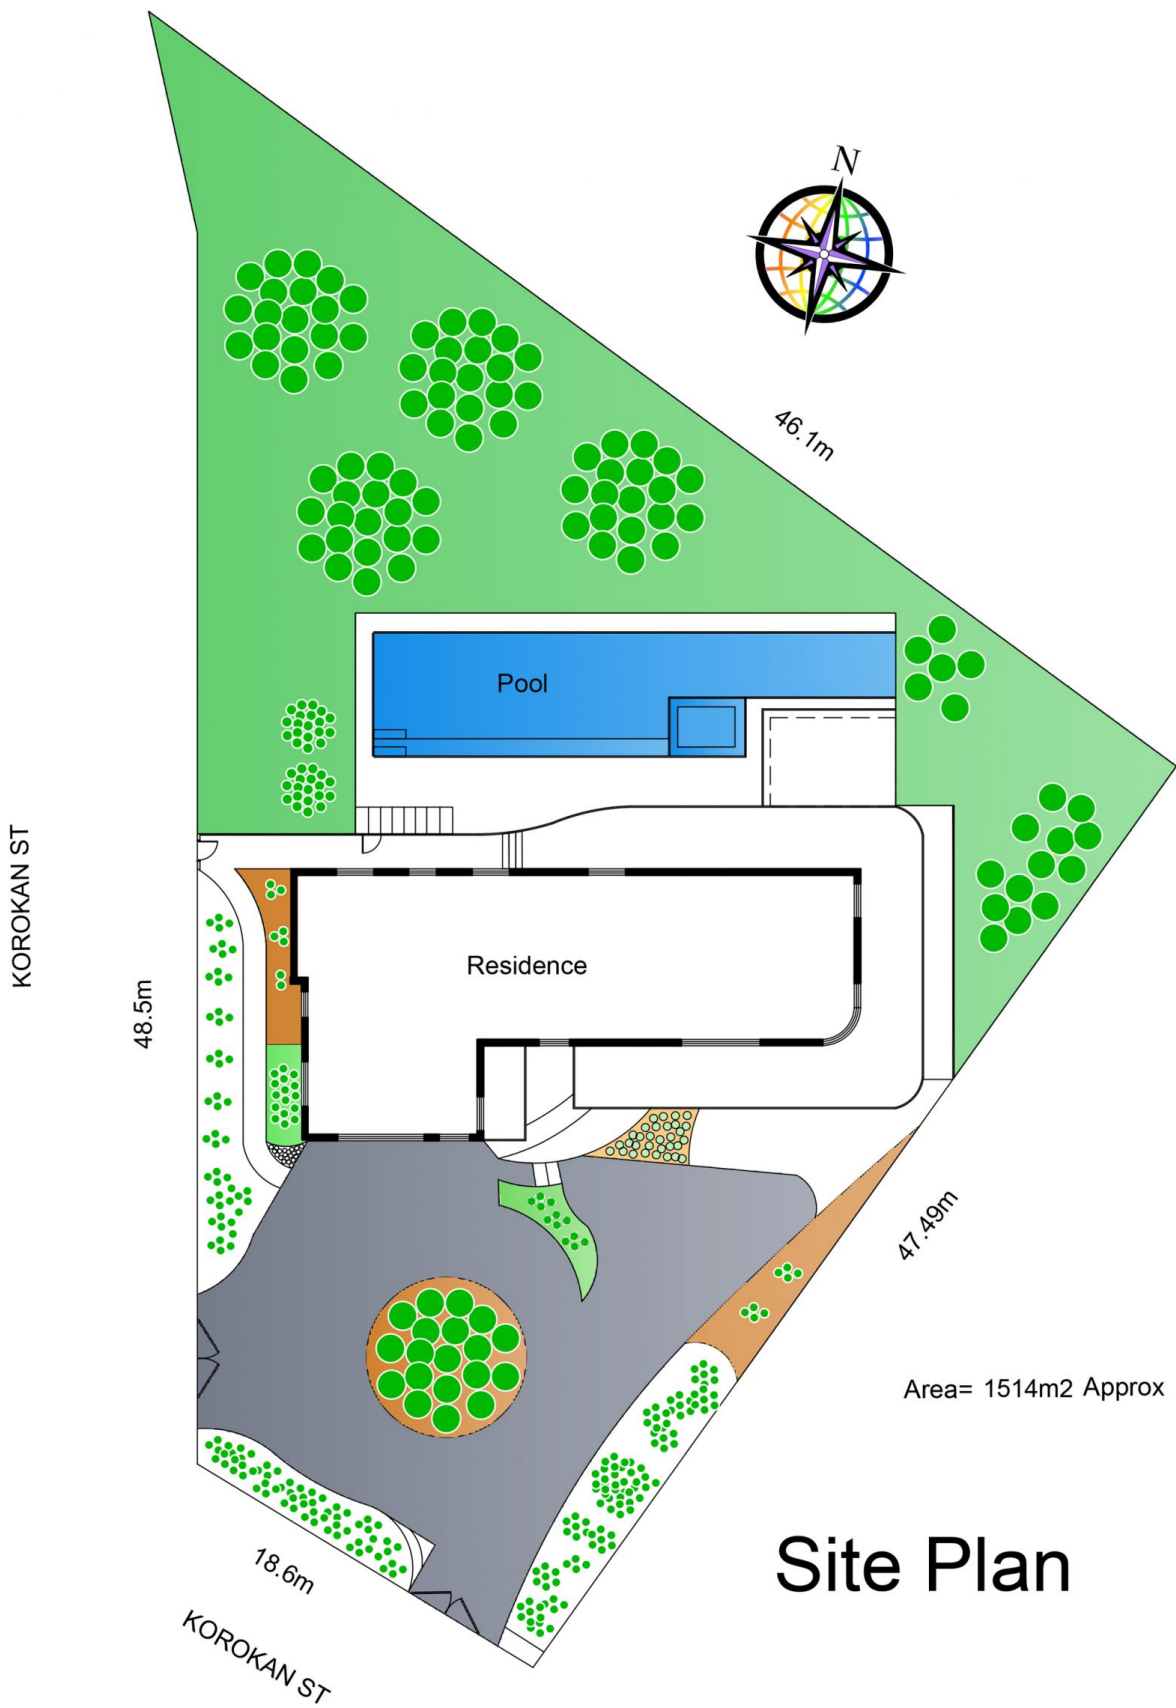 N
46.1m
Pool
KOROKAN ST
Residence
48.5m
47.49m
Area= 1514m2 Approx
Site Plan
18.6m
KOROKAN ST